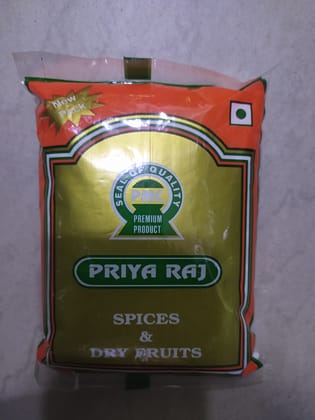 New
Pack
SEAL OF QUALITY
PREMIUM
PRODUCT
PRIYA RAJ
SPICES
&
DRY FRUITS